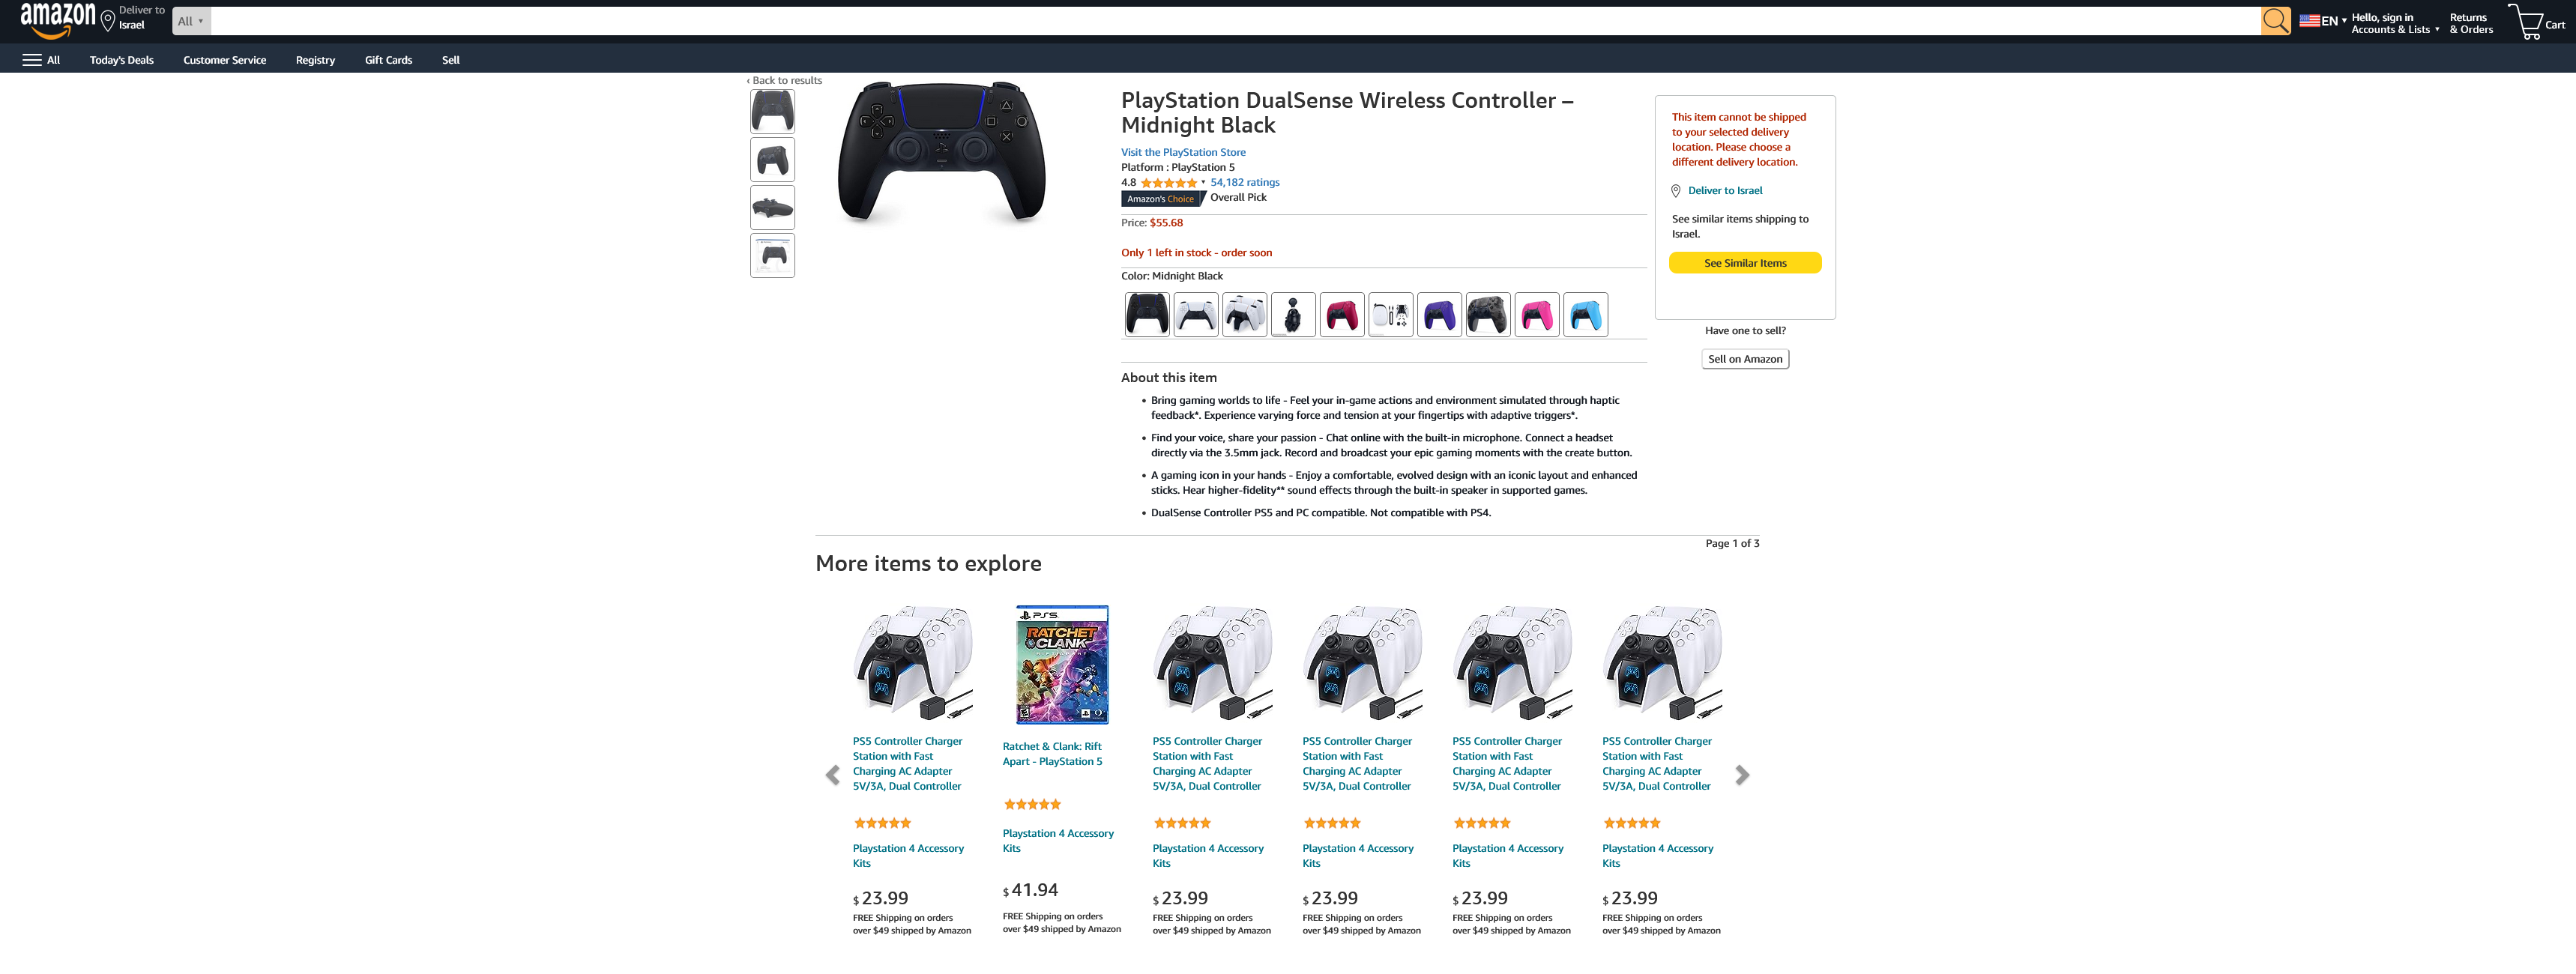 amazon
Deliver to
Israel
All
EN
Hello, sign in
Accounts & Lists
Returns
& Orders
Cart
All
Today's Deals
Customer Service
Registry
Gift Cards
Sell
‹ Back to results
PlayStation DualSense Wireless Controller –
Midnight Black
Visit the PlayStation Store
Platform : PlayStation 5
4.8
54,182 ratings
Amazon's Choice
Overall Pick
Price: $55.68
Only 1 left in stock - order soon
Color: Midnight Black
About this item
• Bring gaming worlds to life - Feel your in-game actions and environment simulated through haptic
feedback*. Experience varying force and tension at your fingertips with adaptive triggers*.
• Find your voice, share your passion - Chat online with the built-in microphone. Connect a headset
directly via the 3.5mm jack. Record and broadcast your epic gaming moments with the create button.
• A gaming icon in your hands - Enjoy a comfortable, evolved design with an iconic layout and enhanced
sticks. Hear higher-fidelity** sound effects through the built-in speaker in supported games.
• DualSense Controller PS5 and PC compatible. Not compatible with PS4.
This item cannot be shipped
to your selected delivery
location. Please choose a
different delivery location.
Deliver to Israel
See similar items shipping to
Israel.
See Similar Items
Have one to sell?
Sell on Amazon
Page 1 of 3
More items to explore
PS5 Controller Charger
Station with Fast
Charging AC Adapter
5V/3A, Dual Controller
Playstation 4 Accessory
Kits
$ 23.99
FREE Shipping on orders
over $49 shipped by Amazon
PS5
RATCHET
CLANK
Ratchet & Clank: Rift
Apart - PlayStation 5
Playstation 4 Accessory
Kits
$ 41.94
FREE Shipping on orders
over $49 shipped by Amazon
PS5 Controller Charger
Station with Fast
Charging AC Adapter
5V/3A, Dual Controller
Playstation 4 Accessory
Kits
$ 23.99
FREE Shipping on orders
over $49 shipped by Amazon
PS5 Controller Charger
Station with Fast
Charging AC Adapter
5V/3A, Dual Controller
Playstation 4 Accessory
Kits
$ 23.99
FREE Shipping on orders
over $49 shipped by Amazon
PS5 Controller Charger
Station with Fast
Charging AC Adapter
5V/3A, Dual Controller
Playstation 4 Accessory
Kits
$ 23.99
FREE Shipping on orders
over $49 shipped by Amazon
PS5 Controller Charger
Station with Fast
Charging AC Adapter
5V/3A, Dual Controller
Playstation 4 Accessory
Kits
$ 23.99
FREE Shipping on orders
over $49 shipped by Amazon